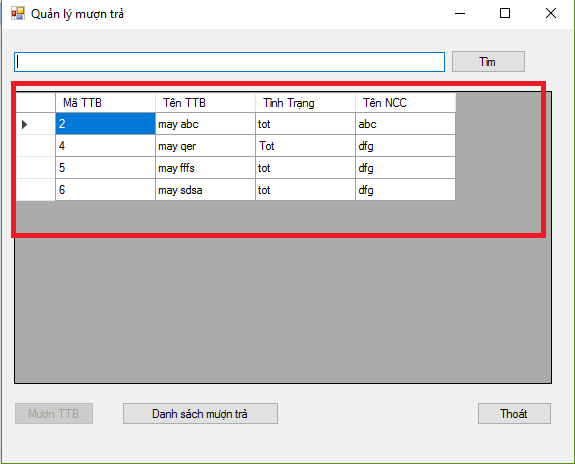 Quản lý mượn trả
Tìm
Mã TTB Tên TTB Tình Trạng Tên NCC
2 may abc tot abc
4 may qer Tot dfg
5 may fffs tot dfg
6 may sdsa tot dfg
Mượn TTB Danh sách mượn trả Thoát